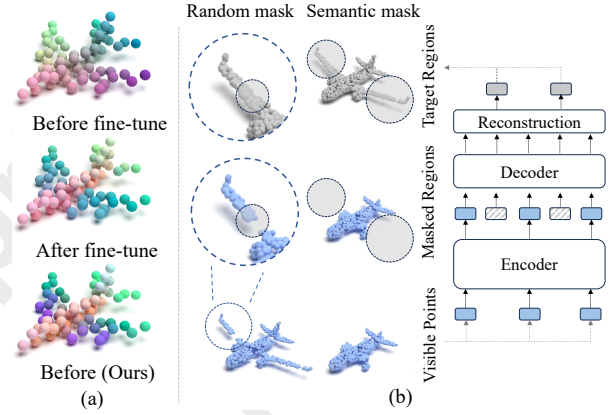 Random mask
Semantic mask
Before fine-tune
After fine-tune
Before (Ours)
(a)
(b)
Target Regions
Masked Regions
Visible Points
Reconstruction
Decoder
Encoder